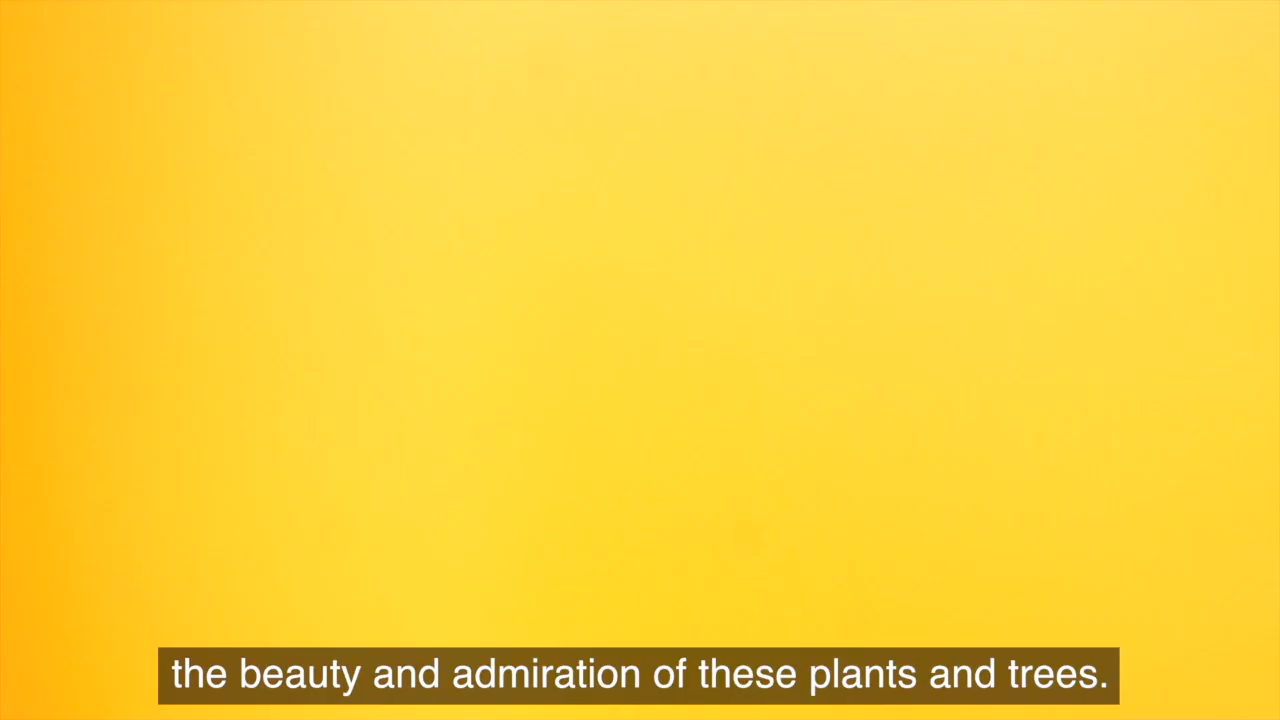 the beauty and admiration of these plants and trees.